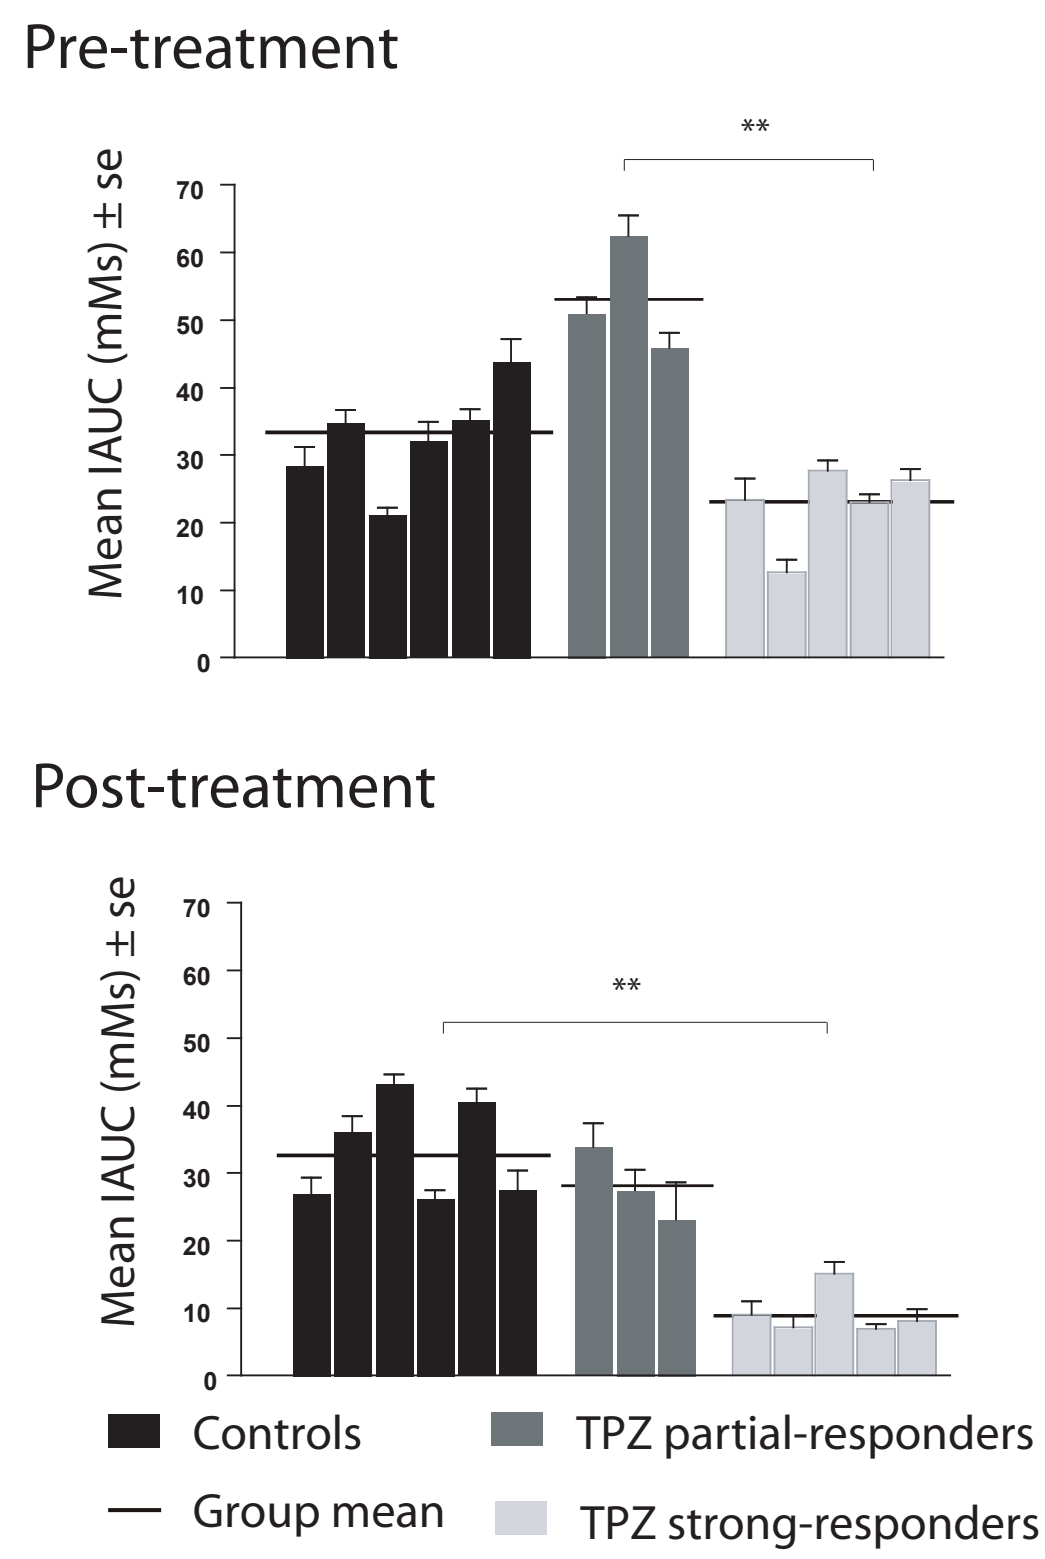 Pre-treatment
**
Mean IAUC (mMs) ± se
70
60
50
40
30
20
10
0
Post-treatment
**
Mean IAUC (mMs) ± se
70
60
50
40
30
20
10
0
Controls
TPZ partial-responders
Group mean
TPZ strong-responders